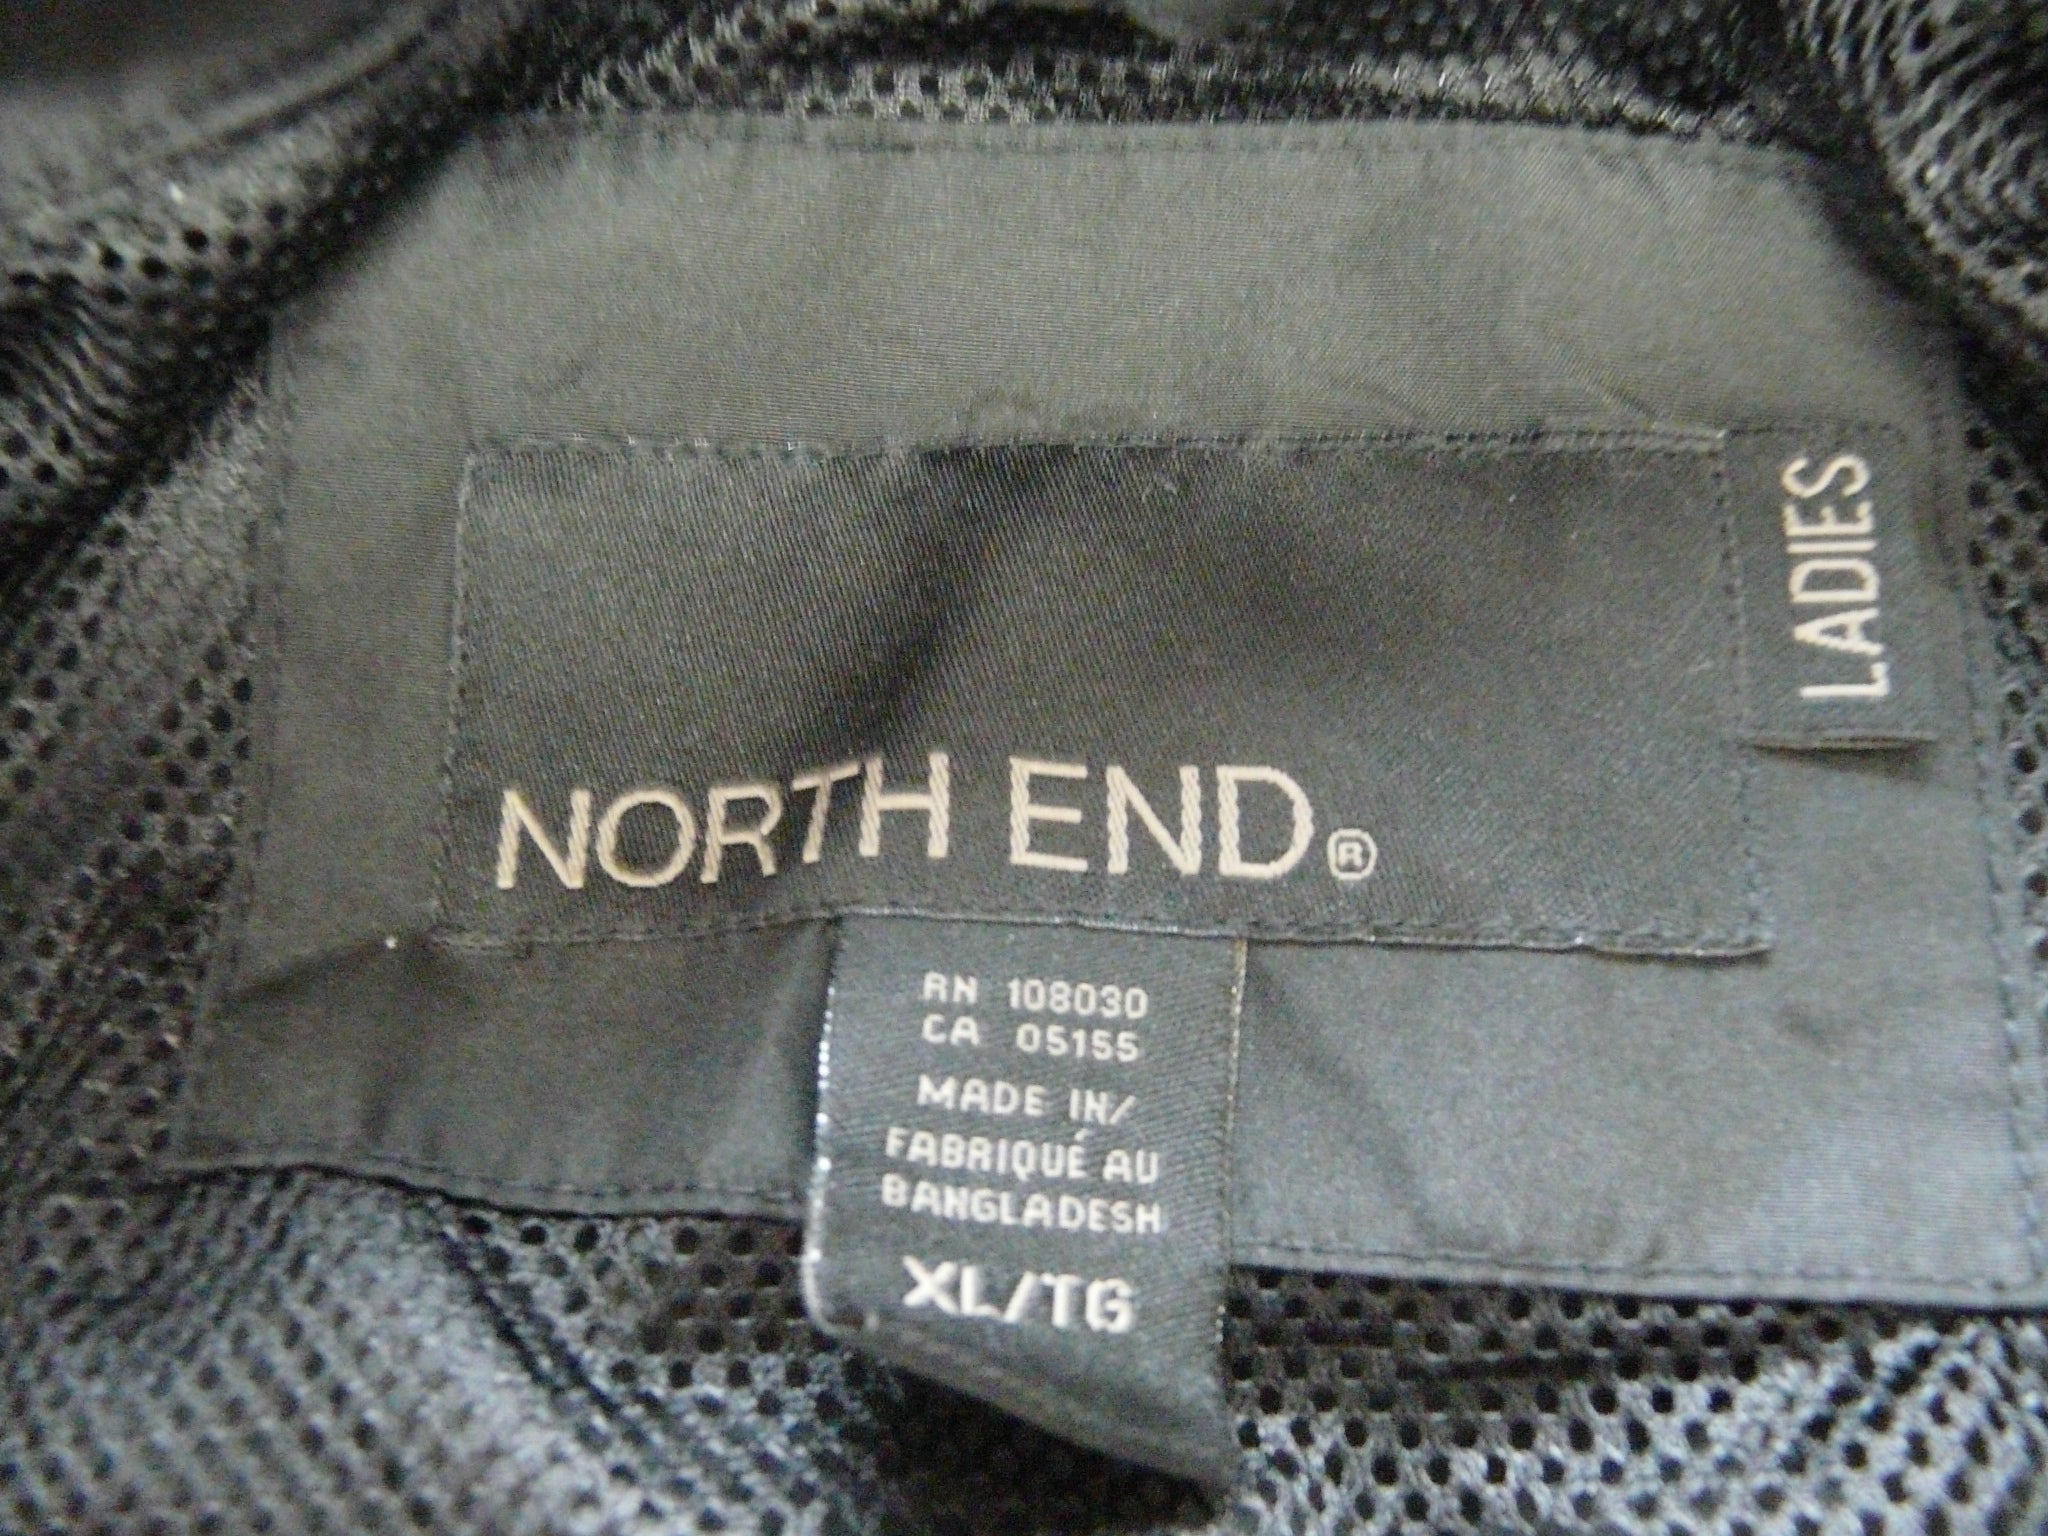 NORTH END®
LADIES
RN 108030
CA 05155
MADE IN/
FABRIQUÉ AU
BANGLADESH
XL/TG